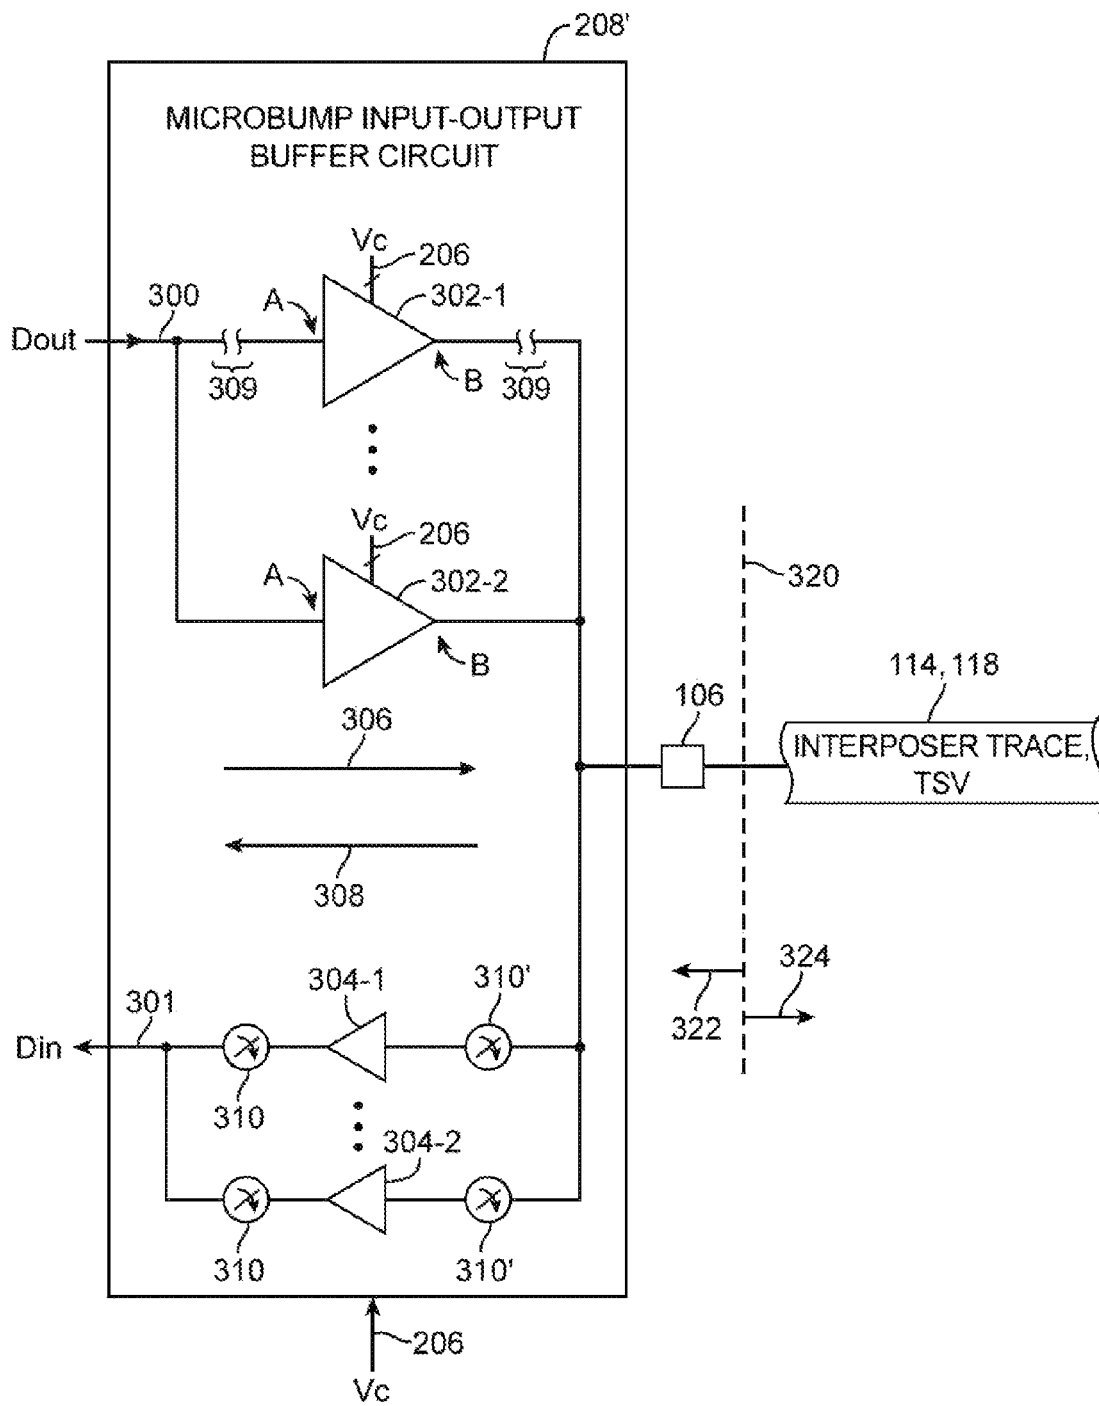 208'
MICROBUMP INPUT-OUTPUT
BUFFER CIRCUIT
Vc
206
300
A
302-1
Dout
309
B
309
Vc
206
A
302-2
320
B
106
114, 118
306
INTERPOSER TRACE,
TSV
308
304-1
310'
324
301
322
Din
310
304-2
310
310'
206
Vc